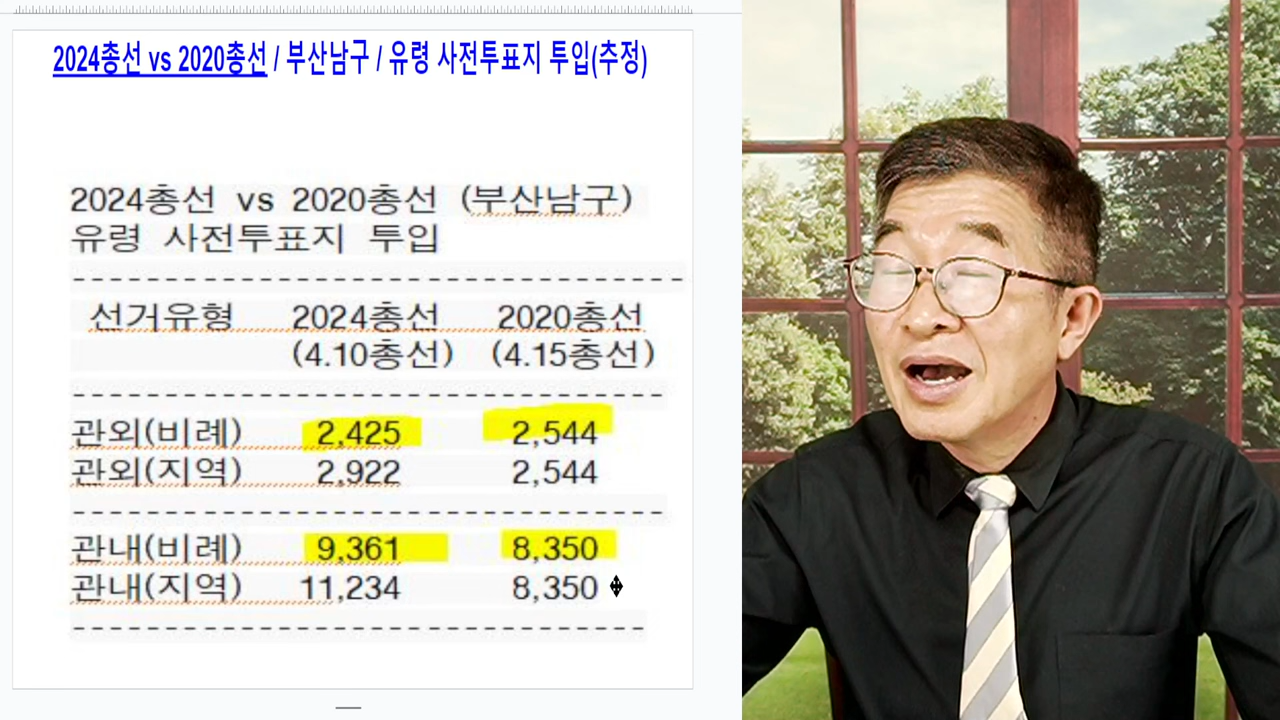 2024총선 vs 2020총선 / 부산남구 / 유령 사전투표지 투입(추정)
2024총선 vs 2020총선 (부산남구)
유령 사전투표지 투입
선거유형 2024총선 2020총선
(4.10총선) (4.15총선)
관외(비례) 2,425 2,544
관외(지역) 2,922 2,544
관내(비례) 9,361 8,350
관내(지역) 11,234 8,350